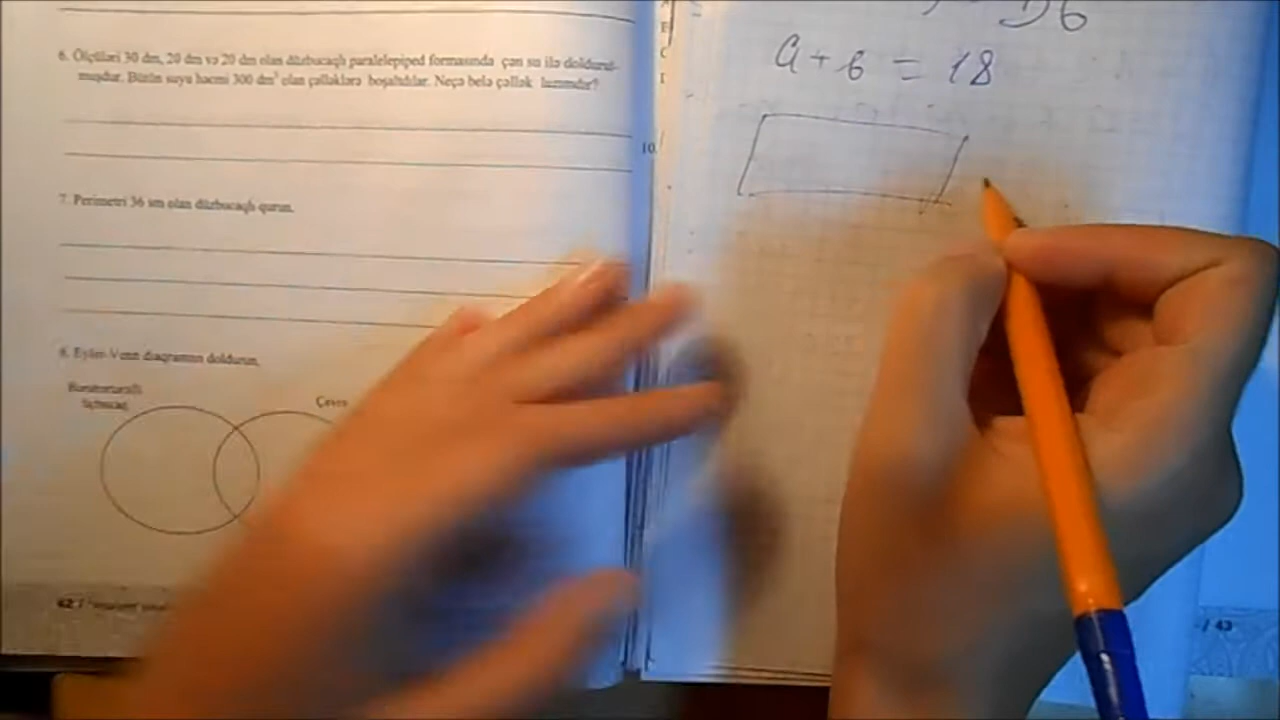 6. Ölçüləri 30 dm, 20 dm və 20 dm olan düzbucaqlı paralelepiped formasında çən su ilə doldurul-
muşdur. Bütün suyu həcmi 300 dm³ olan çəlləklərə boşaltdılar. Neçə belə çəllək lazımdır?
7. Perimetri 36 sm olan düzbucaqlı qurun.
8. Eyler-Venn diaqramını doldurun.
Bərabərtərəfli
üçbucaq
Çevrə
62 /
10.
a + b = 18
/ 43